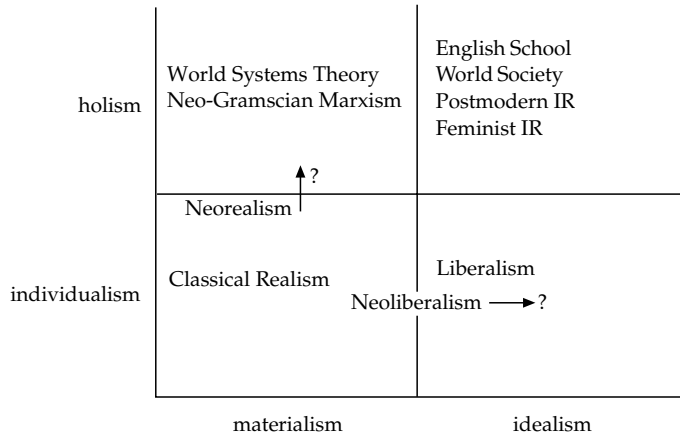 English School
World Systems Theory
World Society
holism
Neo-Gramscian Marxism
Postmodern IR
Feminist IR
?
Neorealism
Classical Realism
Liberalism
individualism
Neoliberalism
?
materialism
idealism